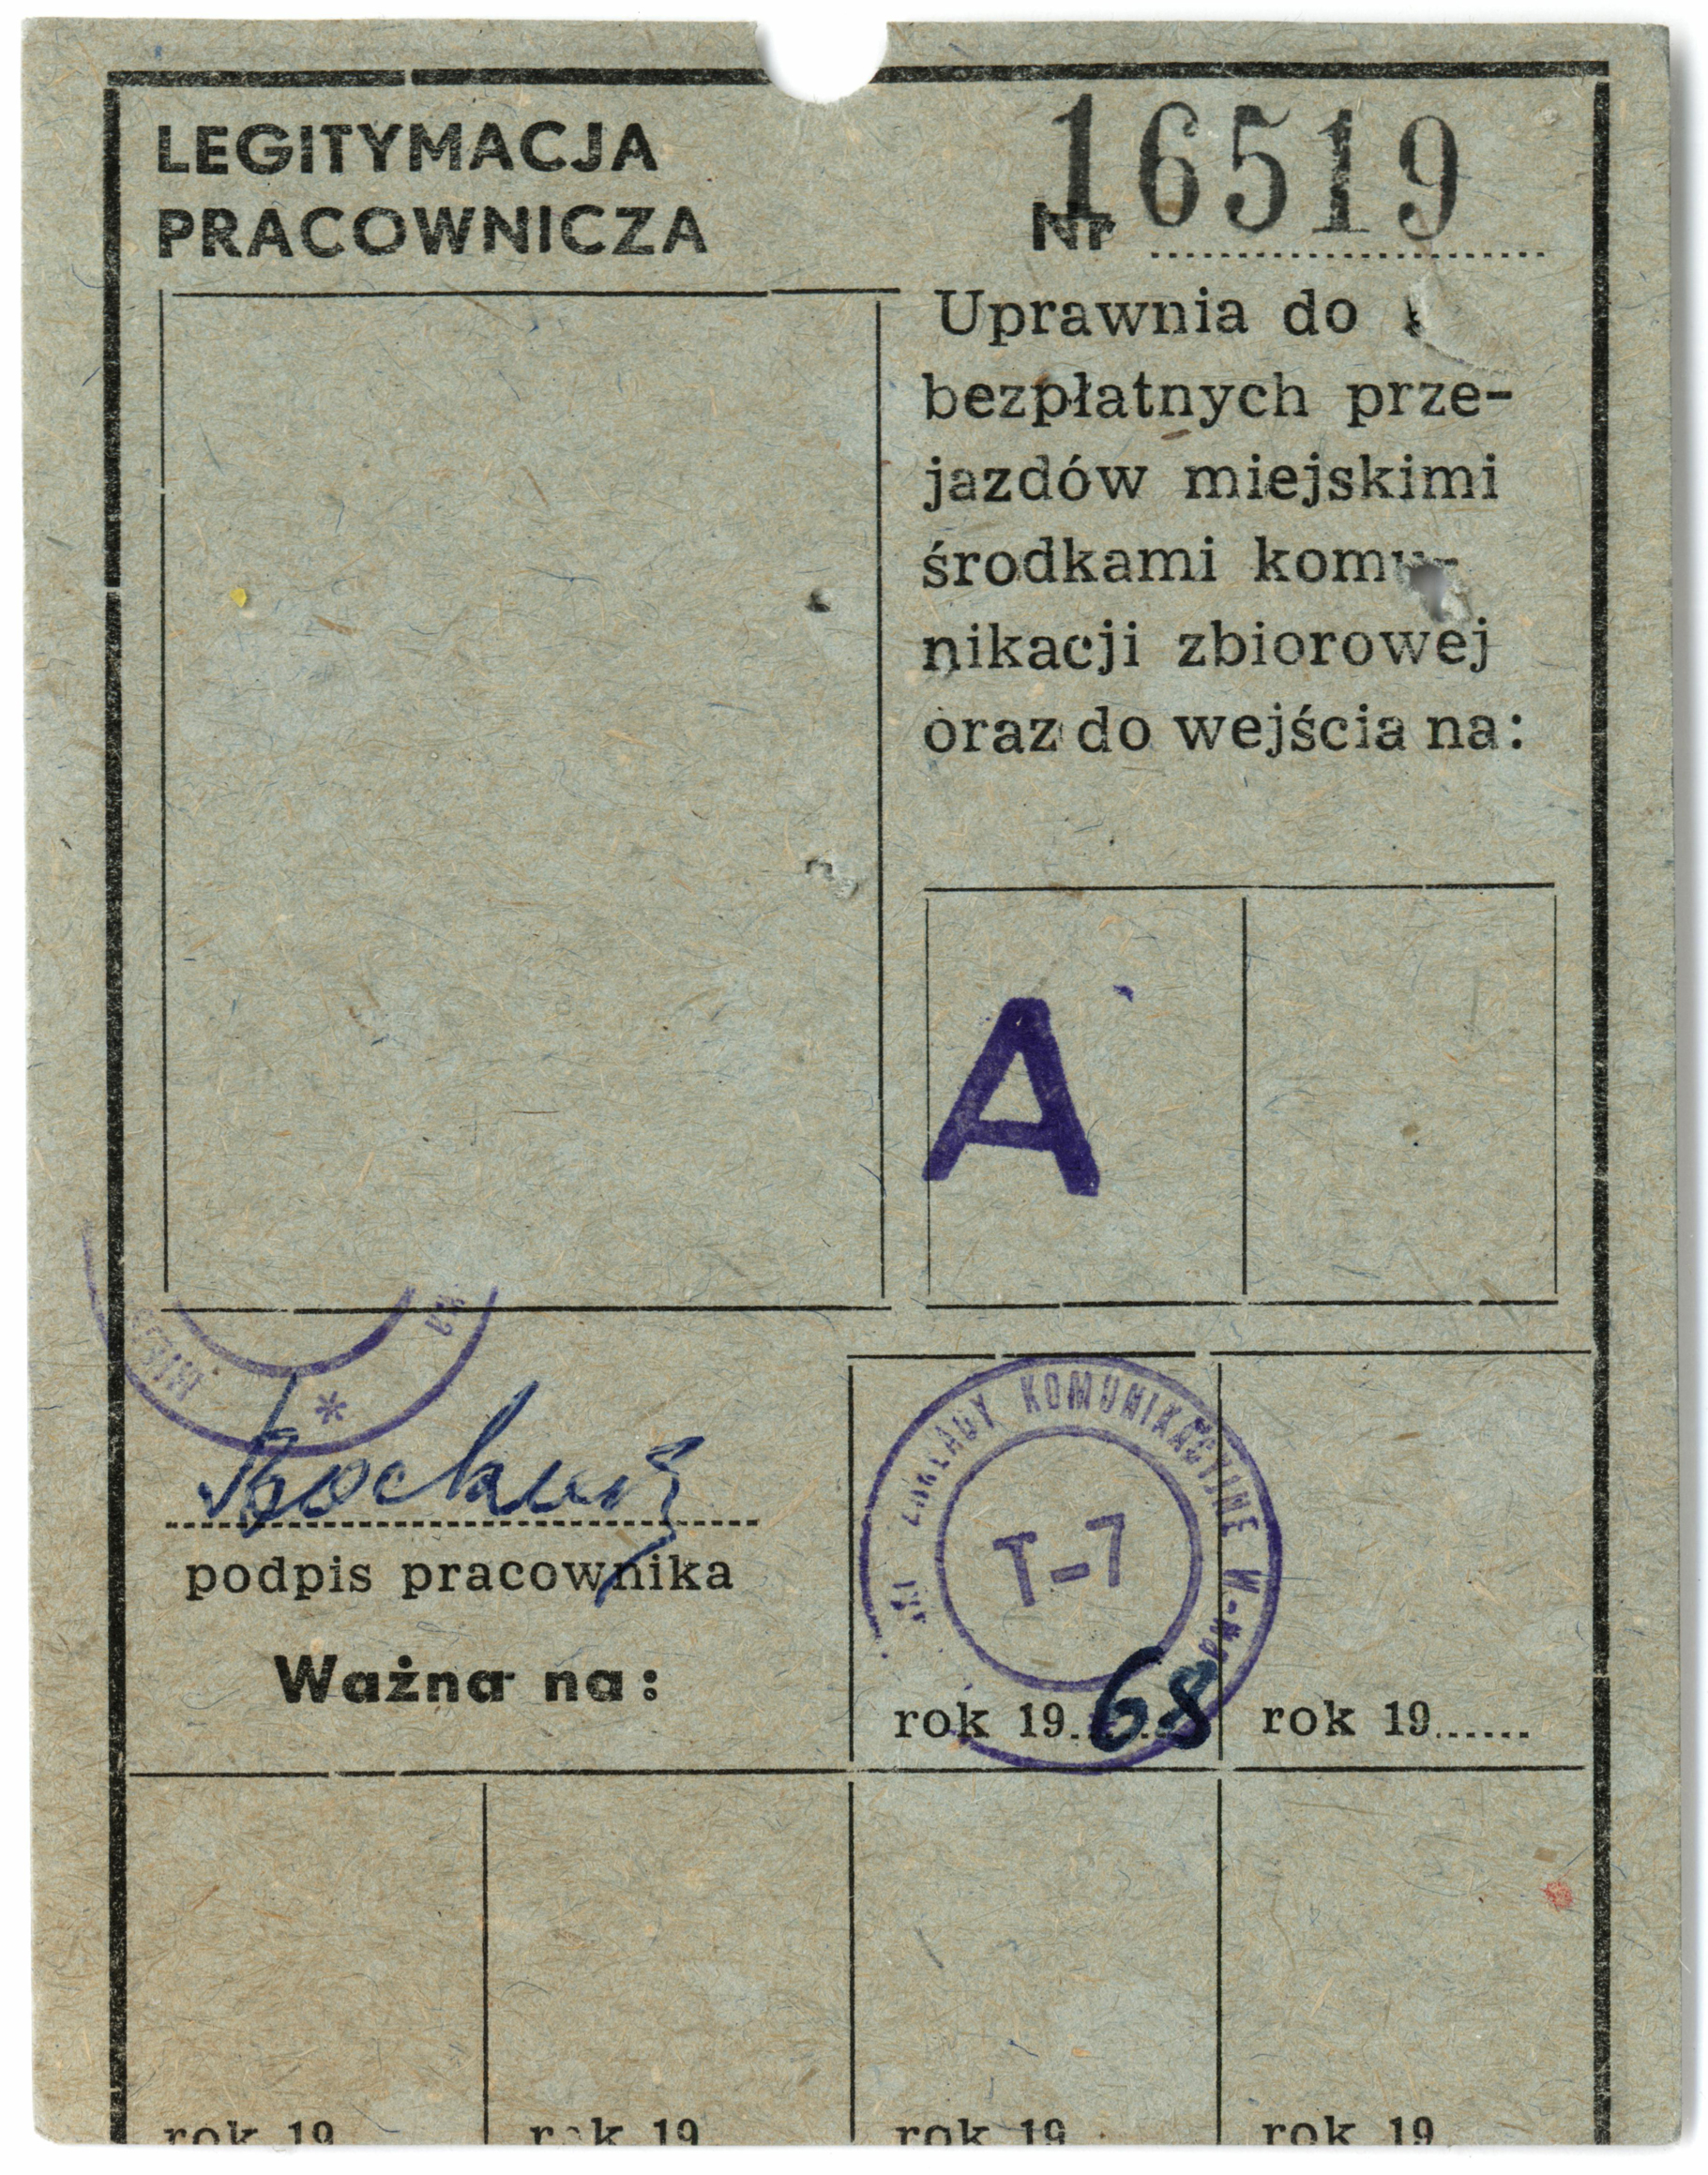 LEGITYMACJA
PRACOWNICZA
Nr 16519
Uprawnia do
bezpłatnych prze-
jazdów miejskimi
środkami komu-
nikacji zbiorowej
oraz do wejścia na:
A
podpis pracownika
ZAKŁADY KOMUNIKACYJNE W-wa
T-7
Ważna na:
rok 19 68
rok 19......
rok 19
rok 19
rok 19
rok 19